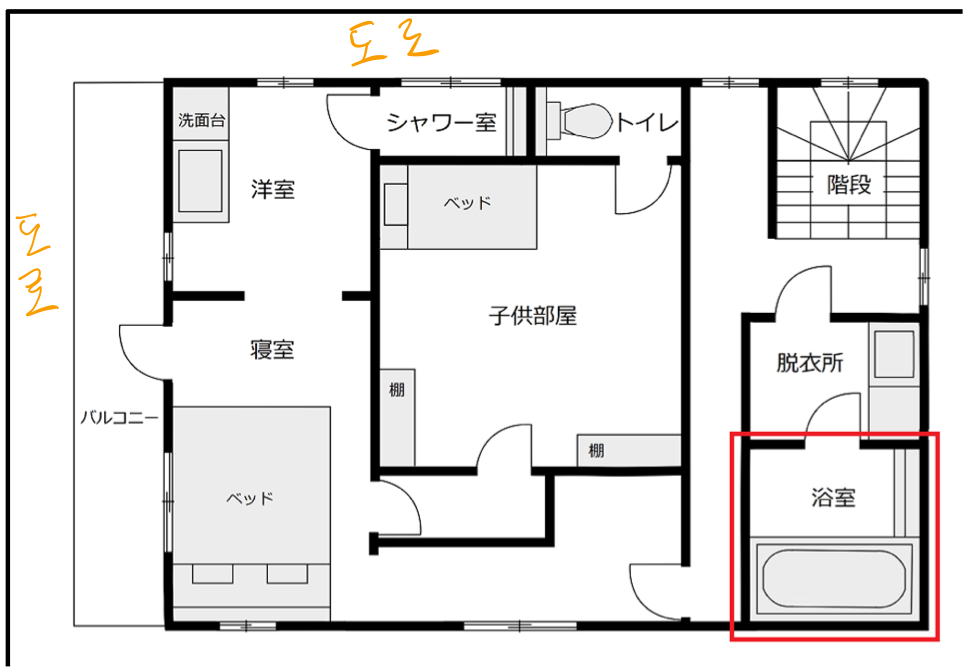 도로
洗面台
シャワー室
トイレ
洋室
ベッド
階段
도로
子供部屋
寝室
脱衣所
棚
バルコニー
棚
ベッド
浴室